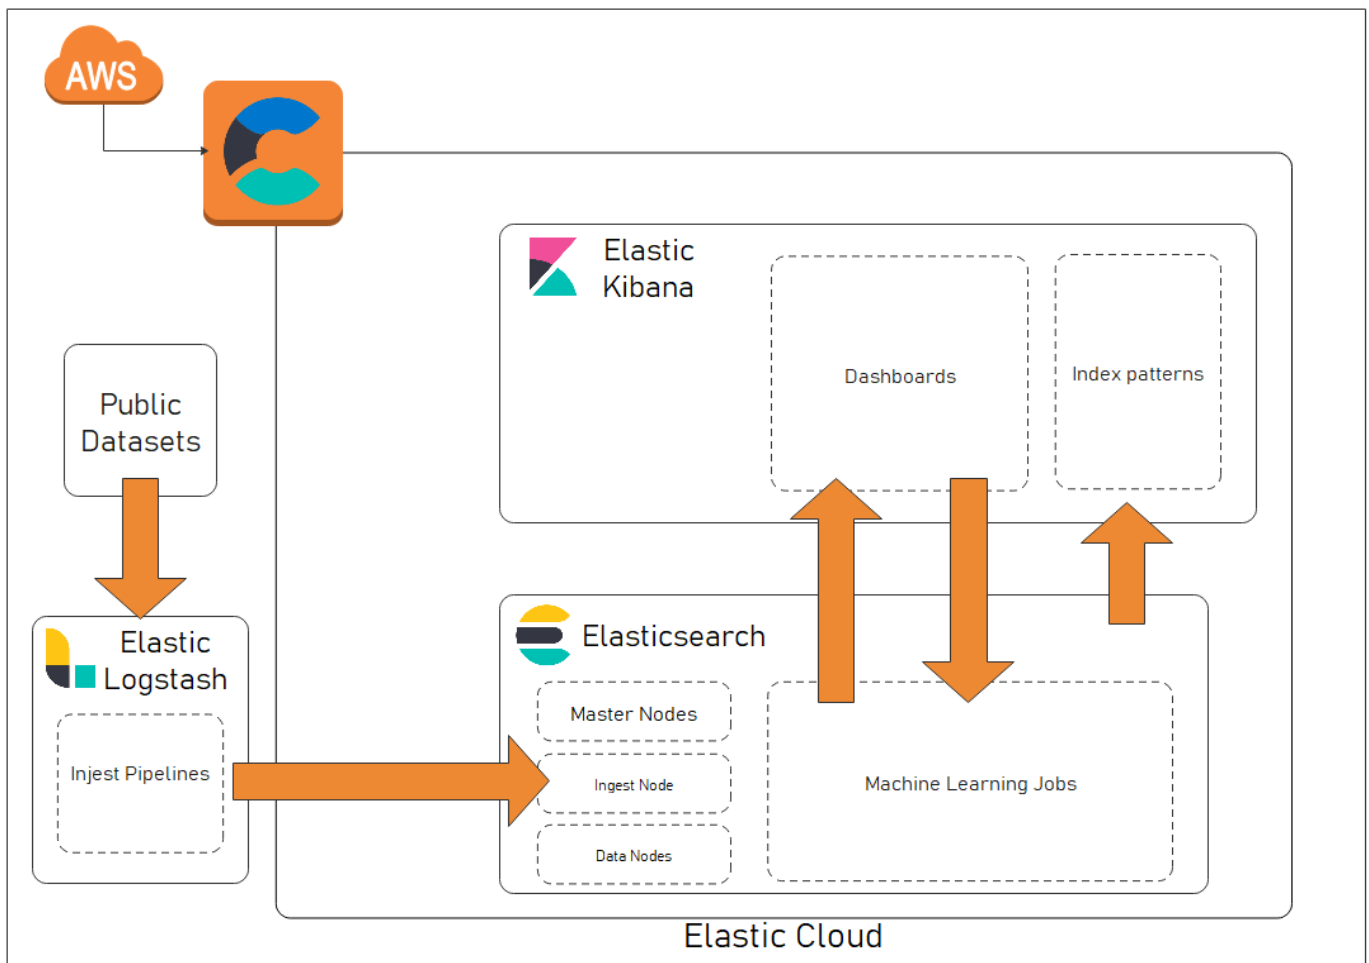 AWS
Elastic
Kibana
Dashboards
Index patterns
Public
Datasets
Elastic
Logstash
Injest Pipelines
Elasticsearch
Master Nodes
Ingest Node
Data Nodes
Machine Learning Jobs
Elastic Cloud